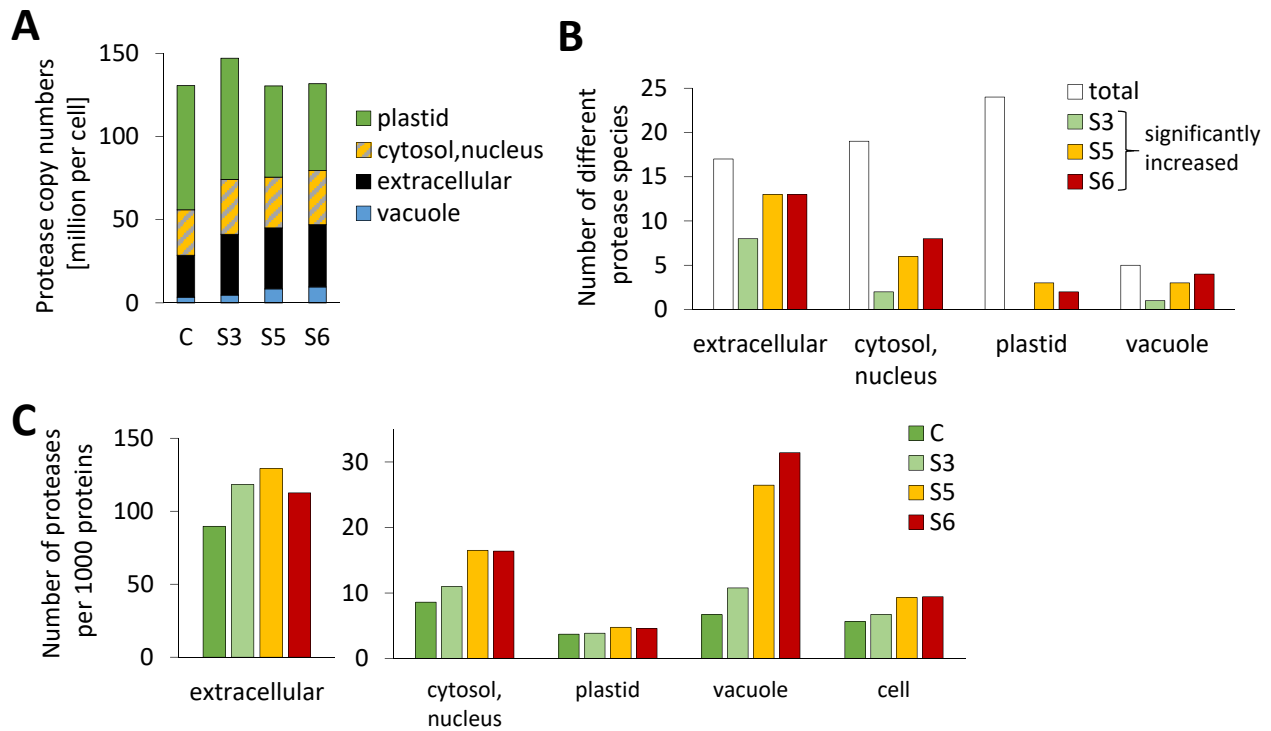 A
Protease copy numbers
[million per cell]
150
100
50
0
C S3 S5 S6
plastid
cytosol,nucleus
extracellular
vacuole
B
Number of different
protease species
25
20
15
10
5
0
extracellular cytosol, plastid vacuole
nucleus
total
S3
S5
S6
significantly
increased
C
Number of proteases
per 1000 proteins
150
100
50
0
extracellular
30
20
10
0
cytosol, plastid vacuole cell
nucleus
C
S3
S5
S6